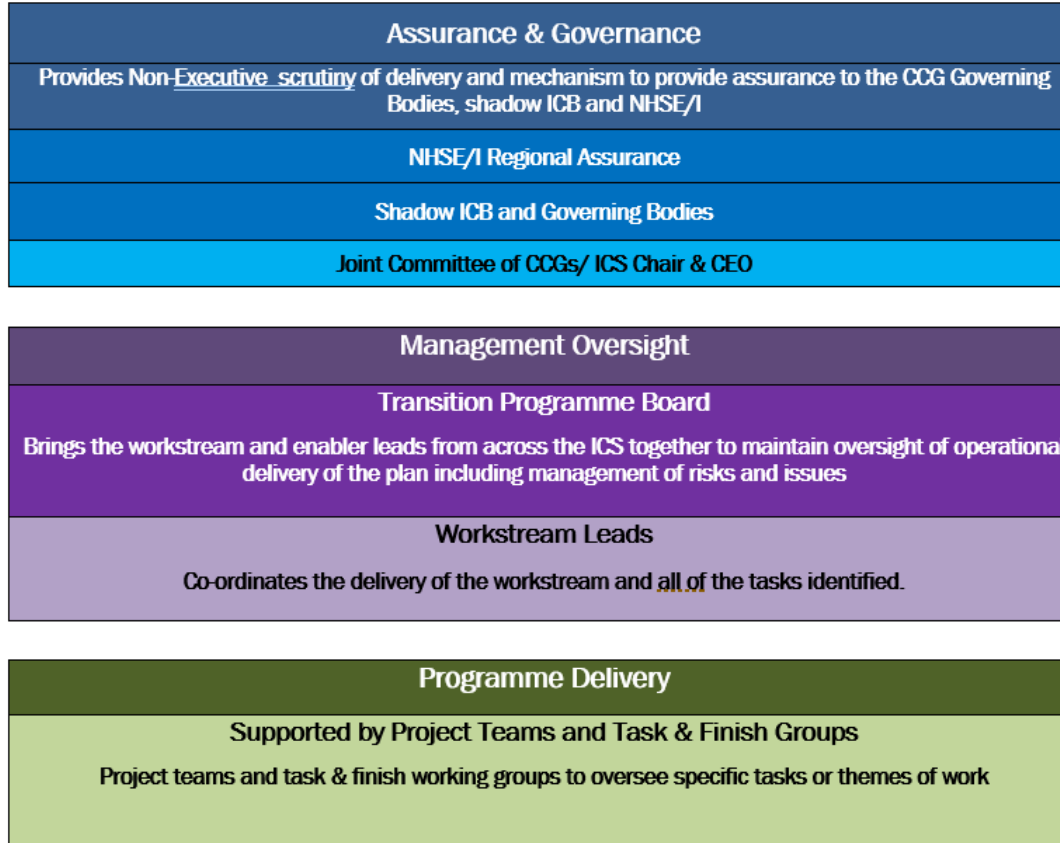 Assurance & Governance
Provides Non-Executive scrutiny of delivery and mechanism to provide assurance to the CCG Governing
Bodies, shadow ICB and NHSE/I
NHSE/I Regional Assurance
Shadow ICB and Governing Bodies
Joint Committee of CCGs/ ICS Chair & CEO
Management Oversight
Transition Programme Board
Brings the workstream and enabler leads from across the ICS together to maintain oversight of operationa
delivery of the plan including management of risks and issues
Workstream Leads
Co-ordinates the delivery of the workstream and all of the tasks identified.
Programme Delivery
Supported by Project Teams and Task & Finish Groups
Project teams and task & finish working groups to oversee specific tasks or themes of work